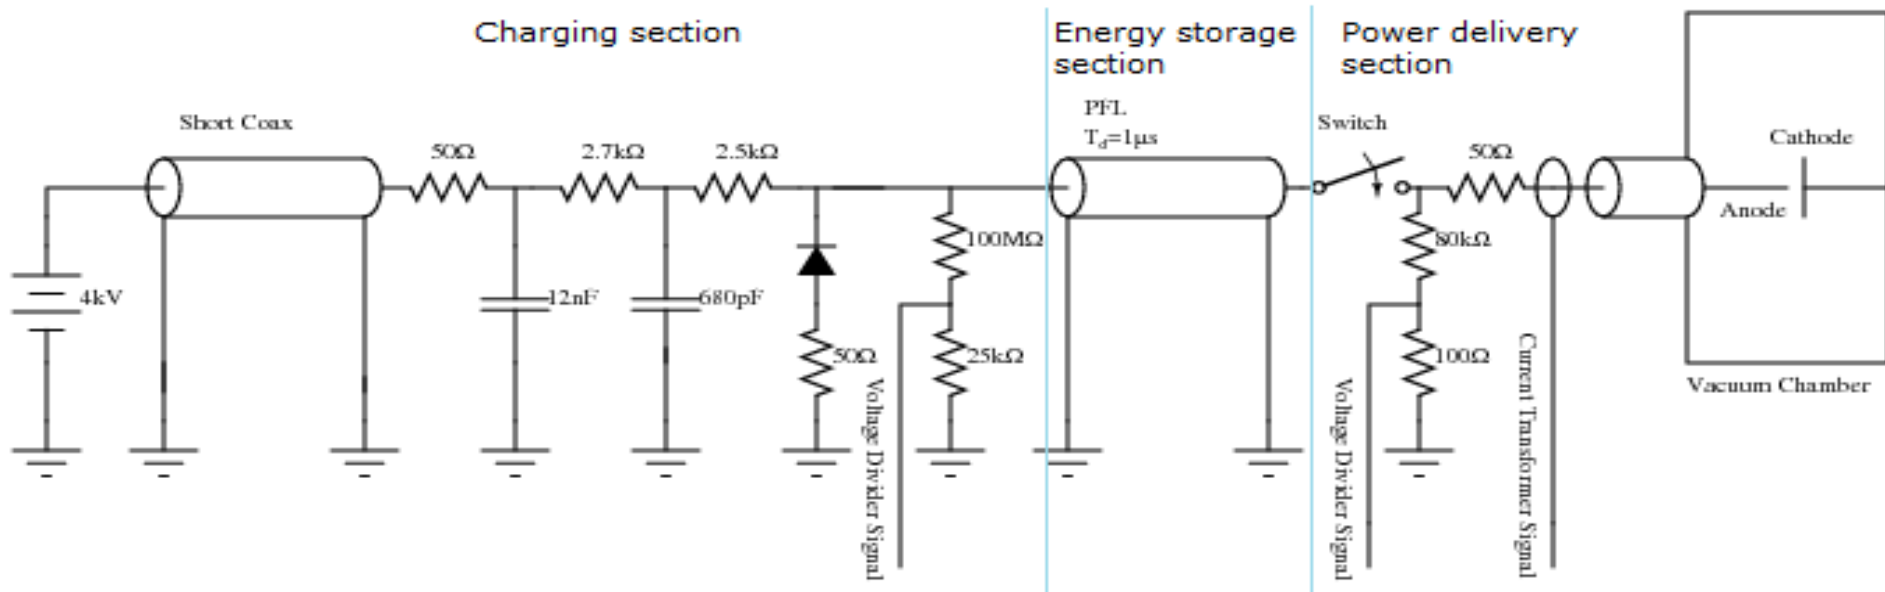 Charging section
Energy storage
section
Power delivery
section
Short Coax
50Ω
2.7kΩ
2.5kΩ
PFL
T_d=1μs
Switch
50Ω
Cathode
Anode
100MΩ
80kΩ
4kV
12nF
680pF
50Ω
25kΩ
100Ω
Vacuum Chamber
Voltage Divider Signal
Voltage Divider Signal
Current Transformer Signal